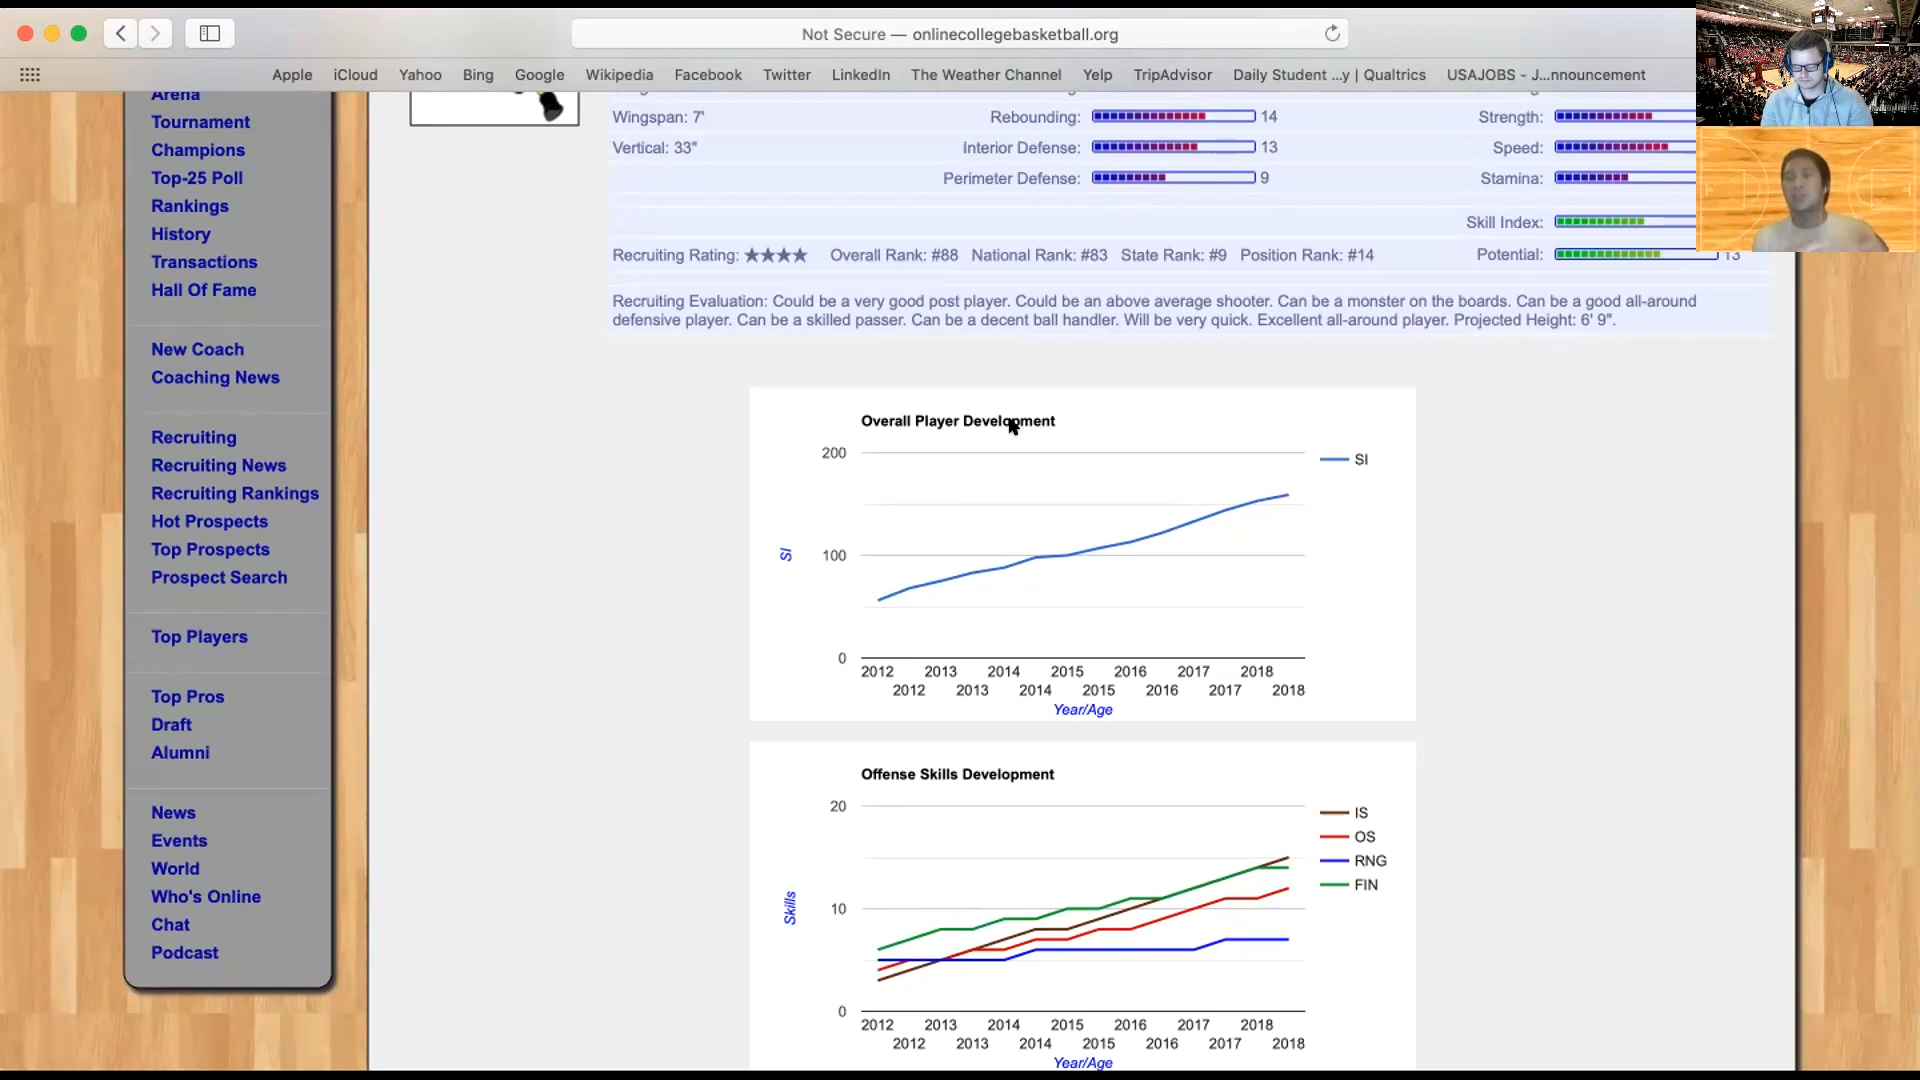 Not Secure — onlinecollegebasketball.org
Apple iCloud Yahoo Bing Google Wikipedia Facebook Twitter LinkedIn The Weather Channel Yelp TripAdvisor Daily Student ...y | Qualtrics USAJOBS - J...nnouncement
Arena
Tournament
Champions
Top-25 Poll
Rankings
History
Transactions
Hall Of Fame
New Coach
Coaching News
Recruiting
Recruiting News
Recruiting Rankings
Hot Prospects
Top Prospects
Prospect Search
Top Players
Top Pros
Draft
Alumni
News
Events
World
Who's Online
Chat
Podcast
Wingspan: 7' Rebounding: 14 Strength:
Vertical: 33" Interior Defense: 13 Speed:
Perimeter Defense: 9 Stamina:
Skill Index:
Recruiting Rating: ★★★★ Overall Rank: #88 National Rank: #83 State Rank: #9 Position Rank: #14 Potential: 13
Recruiting Evaluation: Could be a very good post player. Could be an above average shooter. Can be a monster on the boards. Can be a good all-around
defensive player. Can be a skilled passer. Can be a decent ball handler. Will be very quick. Excellent all-around player. Projected Height: 6' 9".
Overall Player Development
200
100
0
SI
SI
2012 2013 2014 2015 2016 2017 2018
2012 2013 2014 2015 2016 2017 2018
Year/Age
Offense Skills Development
20
10
0
Skills
IS
OS
RNG
FIN
2012 2013 2014 2015 2016 2017 2018
2012 2013 2014 2015 2016 2017 2018
Year/Age